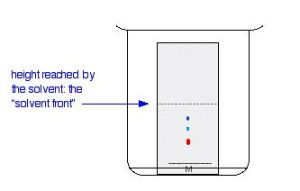 height reached by
the solvent: the
"solvent front"
M